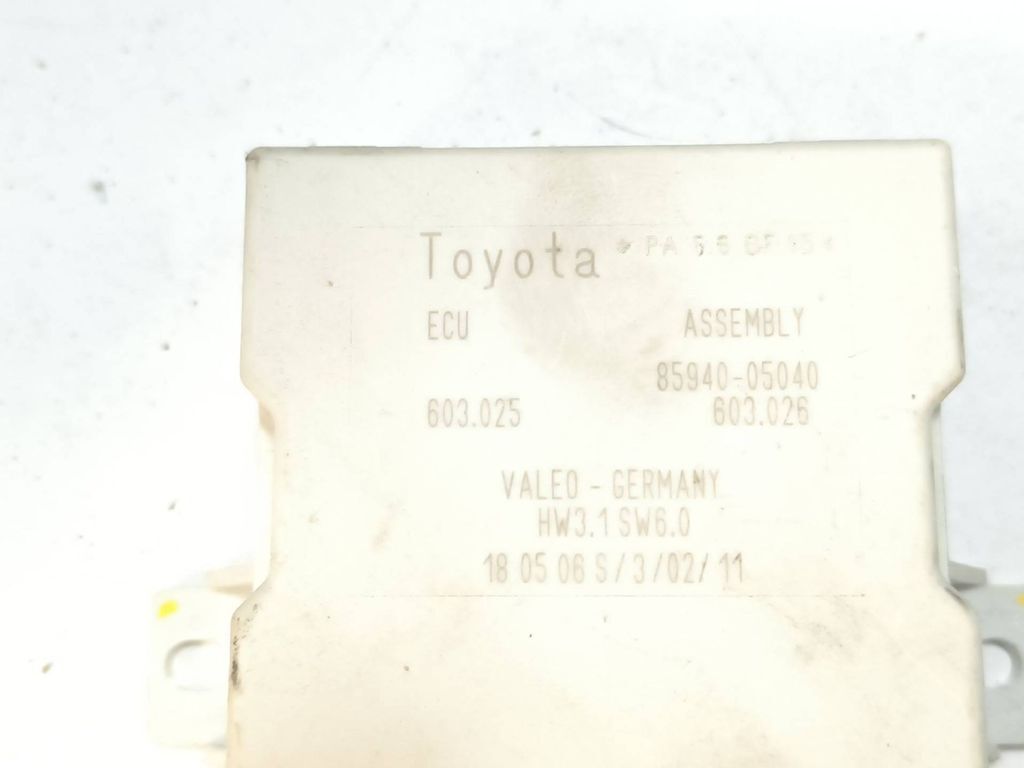 Toyota
ECU ASSEMBLY
85940-05040
603.025 603.026
VALEO - GERMANY
HW3.1 SW6.0
18 05 06 S/3/02/11